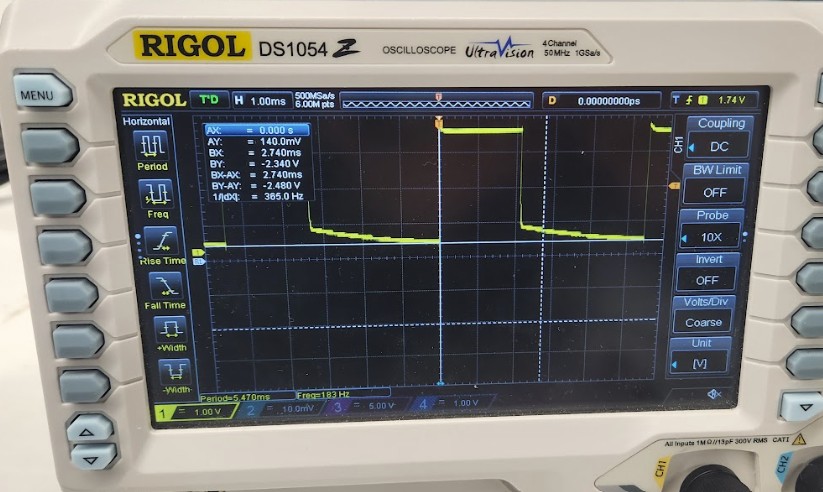 RIGOL DS1054 Z OSCILLOSCOPE UltraVision 4 Channel 50MHz 1GSa/s
MENU
RIGOL T'D H 1.00ms 500MSa/s 6.00M pts D 0.00000000ps T 1 1.74 V
Horizontal
Period
Freq
Rise Time
Fall Time
+Width
-Width
AX: = 0.000 s
AY: = 140.0mV
BX: = 2.740ms
BY: = -2.340 V
BX-AX: = 2.740ms
BY-AY: = -2.480 V
1/|dX|: = 365.0 Hz
CH1
Coupling
DC
BW Limit
OFF
Probe
10X
Invert
OFF
Volts/Div
Coarse
Unit
[V]
Period=5.470ms Freq=183 Hz
1 = 1.00 V 2 = 10.0mV 3 = 5.00 V 4 = 1.00 V
All Inputs 1MΩ//13pF 300V RMS CAT I
CH1
CH2